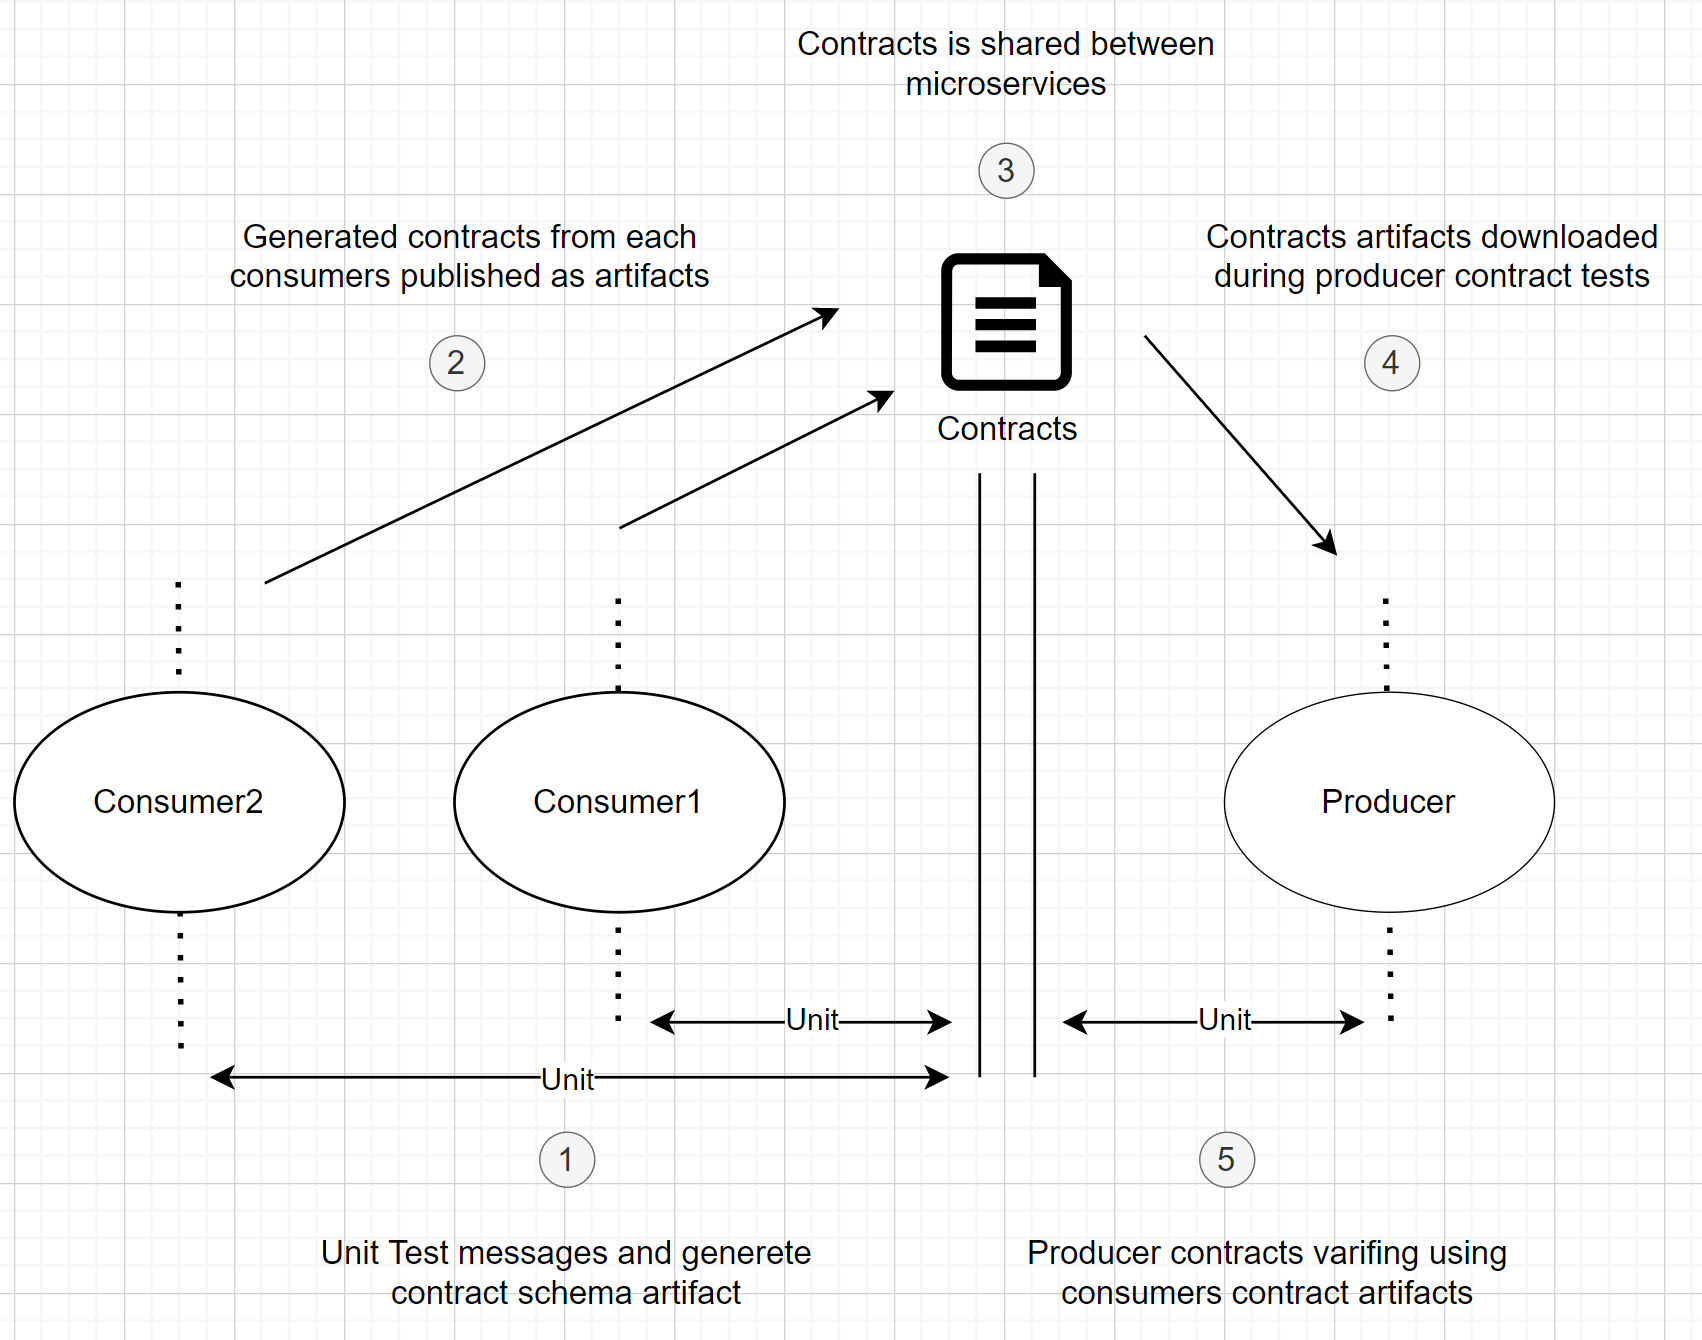 Contracts is shared between
microservices
3
Generated contracts from each
consumers published as artifacts
2
Contracts artifacts downloaded
during producer contract tests
4
Contracts
Consumer2
Consumer1
Producer
Unit
Unit
Unit
1
5
Unit Test messages and generete
contract schema artifact
Producer contracts varifing using
consumers contract artifacts